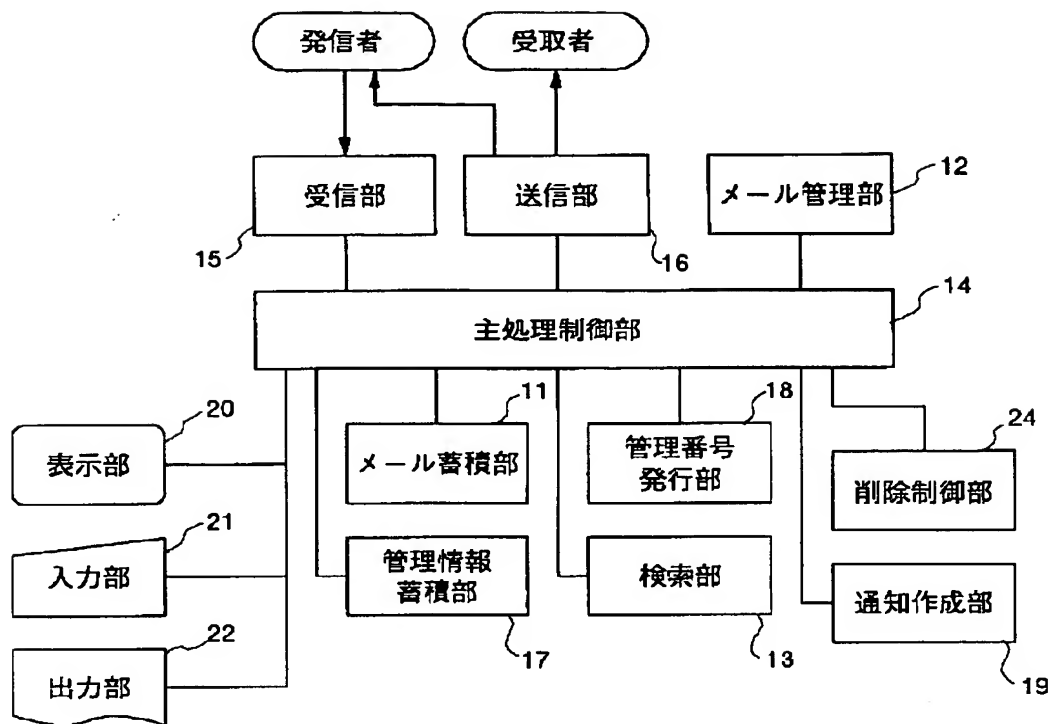 発信者
受取者
受信部
送信部
メール管理部
12
15
16
14
主処理制御部
11
18
24
20
表示部
メール蓄積部
管理番号
発行部
削除制御部
21
入力部
管理情報
蓄積部
検索部
通知作成部
22
出力部
17
13
19